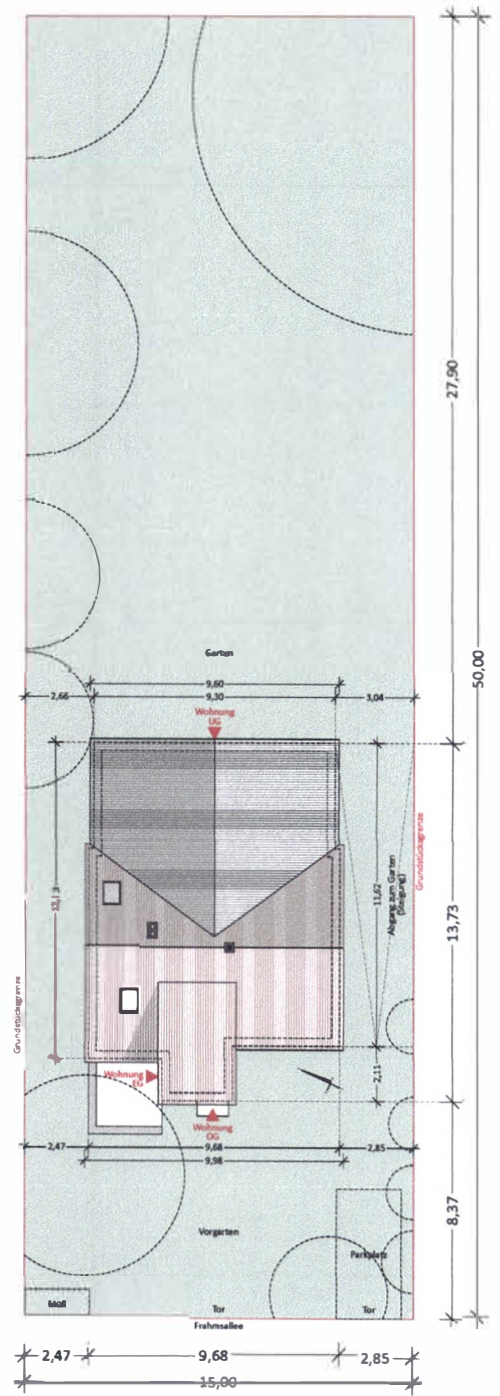 27,90
50,00
Garten
9,60
2,66
9,30
3,04
Wohnung
UG
Grundstücksgrenze
Abgang zum Garten
(Steigung)
11,62
13,73
Grundstücksgrenze
2,11
Wohnung
EG
Wohnung
OG
2,47
9,68
2,85
9,98
8,37
Vorgarten
Parkplatz
Müll
Tor
Tor
Frahmsallee
2,47
9,68
2,85
15,00